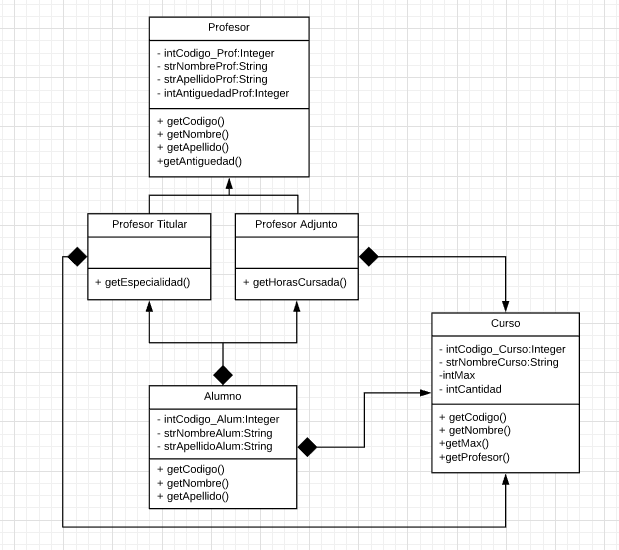 Profesor
- intCodigo_Prof:Integer
- strNombreProf:String
- strApellidoProf:String
- intAntiguedadProf:Integer
+ getCodigo()
+ getNombre()
+ getApellido()
+getAntiguedad()
Profesor Titular
+ getEspecialidad()
Profesor Adjunto
+ getHorasCursada()
Curso
- intCodigo_Curso:Integer
- strNombreCurso:String
-intMax
- intCantidad
+ getCodigo()
+ getNombre()
+getMax()
+getProfesor()
Alumno
- intCodigo_Alum:Integer
- strNombreAlum:String
- strApellidoAlum:String
+ getCodigo()
+ getNombre()
+ getApellido()